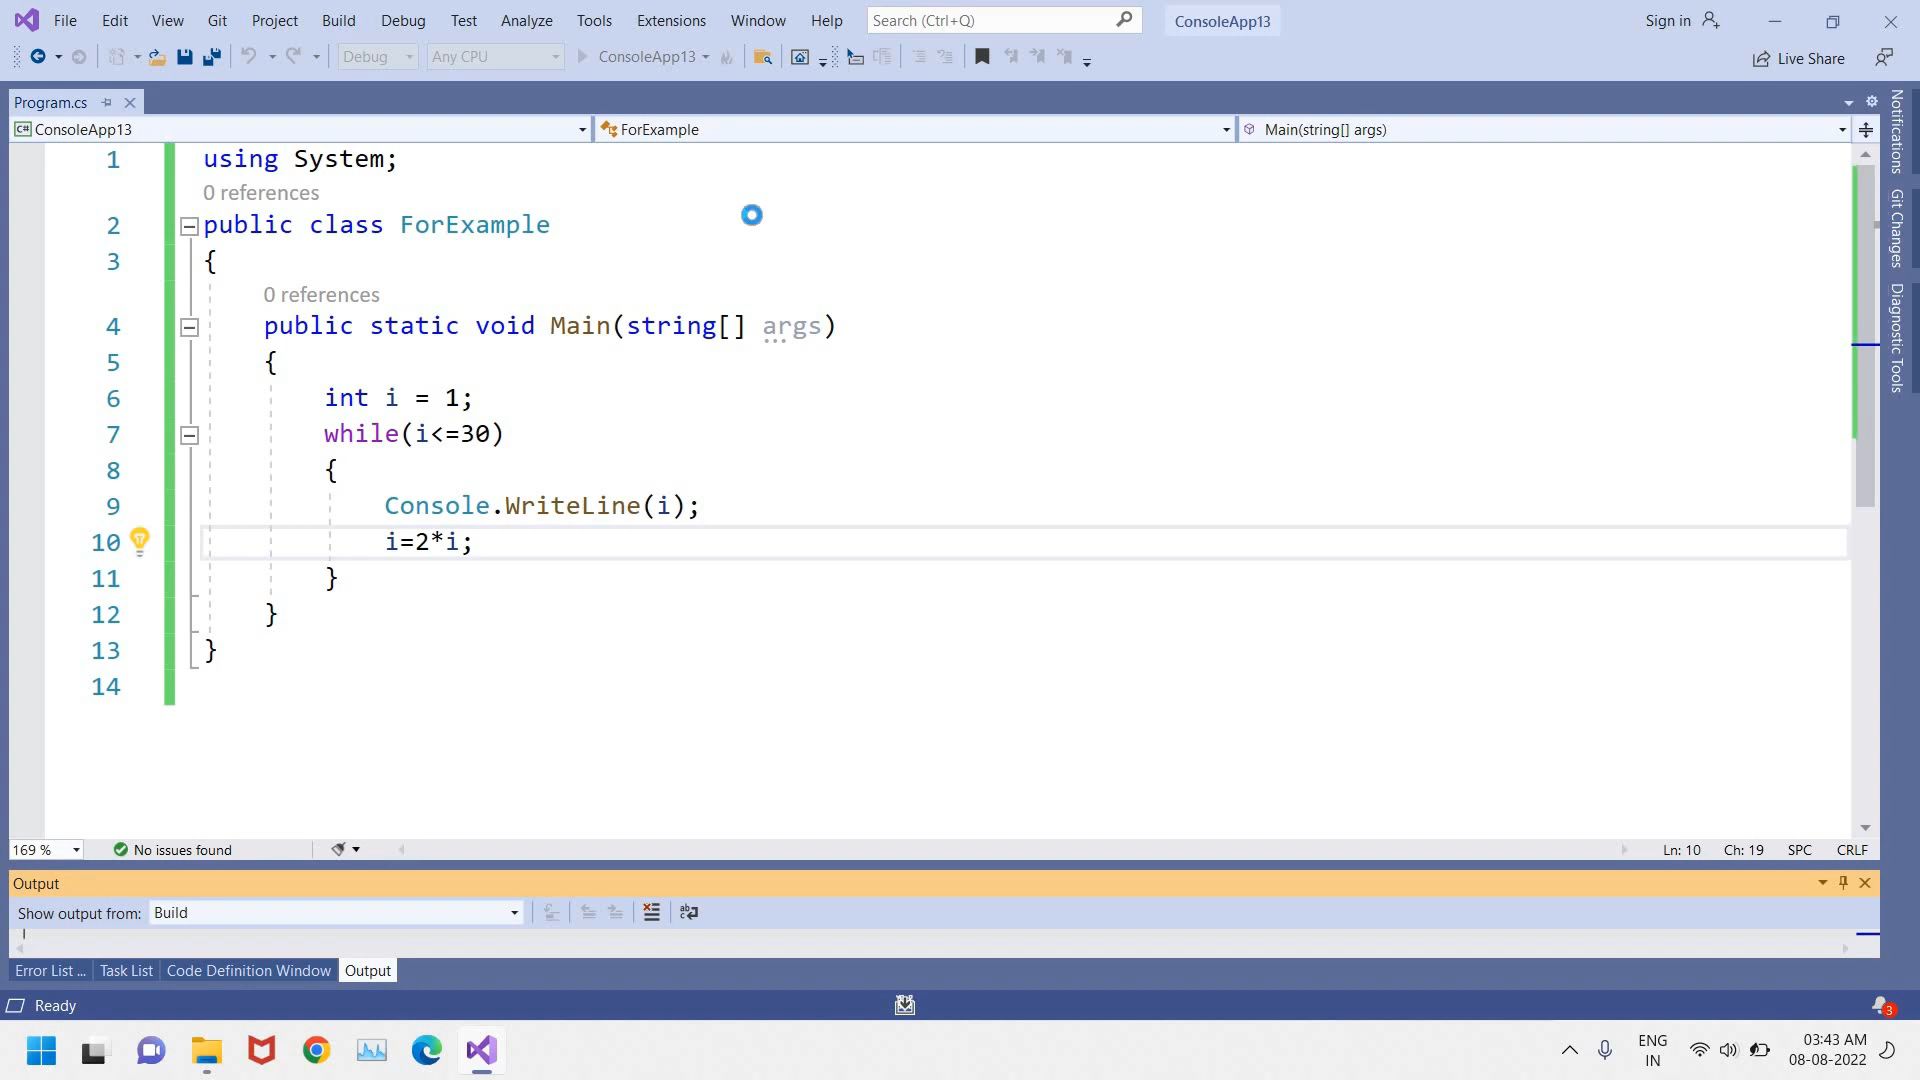 File Edit View Git Project Build Debug Test Analyze Tools Extensions Window Help Search (Ctrl+Q) ConsoleApp13 Sign in
Debug Any CPU ConsoleApp13 Live Share
Program.cs
C# ConsoleApp13 ForExample Main(string[] args)
1 using System;
0 references
2 public class ForExample
3 {
0 references
4 public static void Main(string[] args)
5 {
6 int i = 1;
7 while(i<=30)
8 {
9 Console.WriteLine(i);
10 i=2*i;
11 }
12 }
13 }
14
Notifications
Git Changes
Diagnostic Tools
169 % No issues found Ln: 10 Ch: 19 SPC CRLF
Output
Show output from: Build
Error List ... Task List Code Definition Window Output
Ready 3
ENG 03:43 AM
IN 08-08-2022